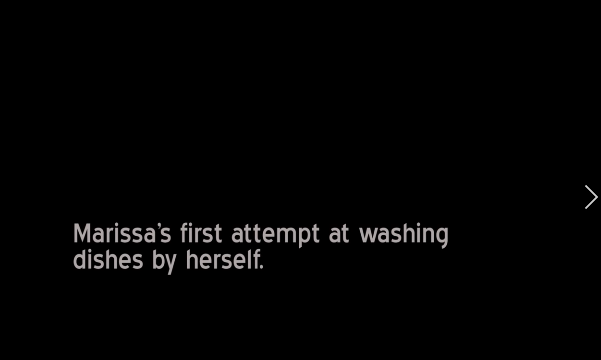 Marissa's first attempt at washing
dishes by herself.